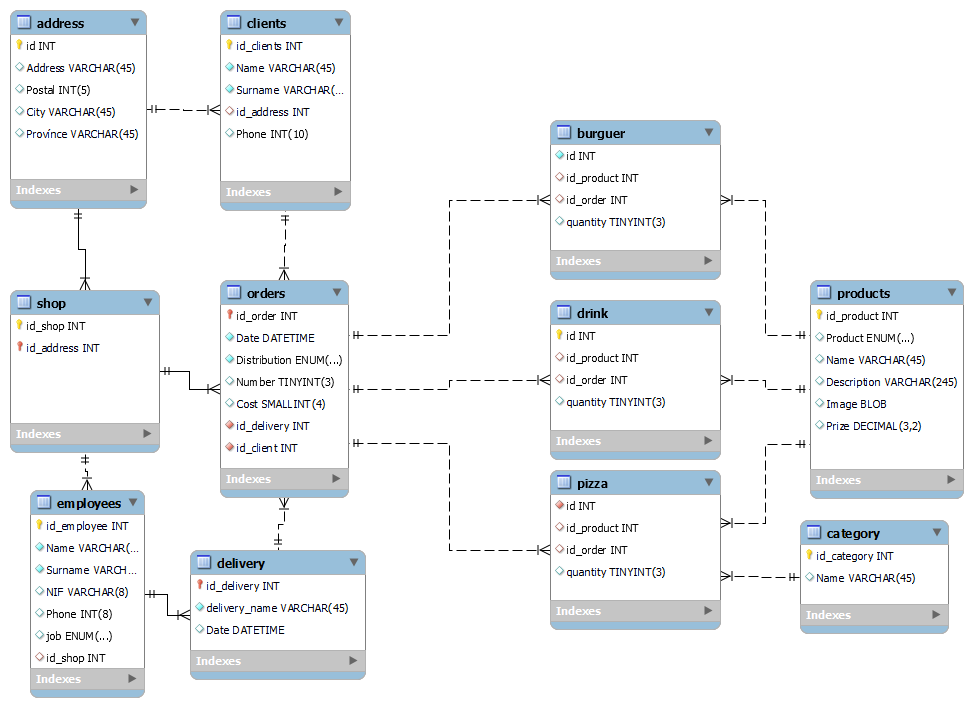 address
id INT
Address VARCHAR(45)
Postal INT(5)
City VARCHAR(45)
Provínce VARCHAR(45)
Indexes
clients
id_clients INT
Name VARCHAR(45)
Surname VARCHAR(...
id_address INT
Phone INT(10)
Indexes
shop
id_shop INT
id_address INT
Indexes
orders
id_order INT
Date DATETIME
Distribution ENUM(...)
Number TINYINT(3)
Cost SMALLINT(4)
id_delivery INT
id_client INT
Indexes
employees
id_employee INT
Name VARCHAR(...
Surname VARCH...
NIF VARCHAR(8)
Phone INT(8)
job ENUM(...)
id_shop INT
Indexes
delivery
id_delivery INT
delivery_name VARCHAR(45)
Date DATETIME
Indexes
burguer
id INT
id_product INT
id_order INT
quantity TINYINT(3)
Indexes
drink
id INT
id_product INT
id_order INT
quantity TINYINT(3)
Indexes
pizza
id INT
id_product INT
id_order INT
quantity TINYINT(3)
Indexes
products
id_product INT
Product ENUM(...)
Name VARCHAR(45)
Description VARCHAR(245)
Image BLOB
Prize DECIMAL(3,2)
Indexes
category
id_category INT
Name VARCHAR(45)
Indexes